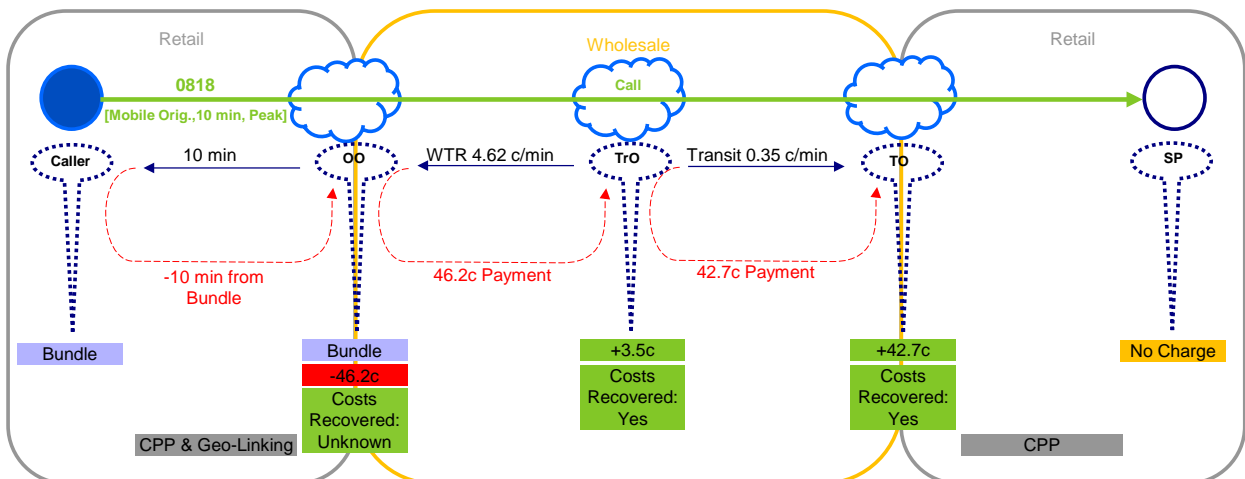 Retail
Wholesale
Retail
0818
Call
[Mobile Orig.,10 min, Peak]
Caller
10 min
OO
WTR 4.62 c/min
TrO
Transit 0.35 c/min
TO
SP
-10 min from
Bundle
46.2c Payment
42.7c Payment
Bundle
Bundle
-46.2c
Costs
Recovered:
Unknown
+3.5c
Costs
Recovered:
Yes
+42.7c
Costs
Recovered:
Yes
No Charge
CPP & Geo-Linking
CPP